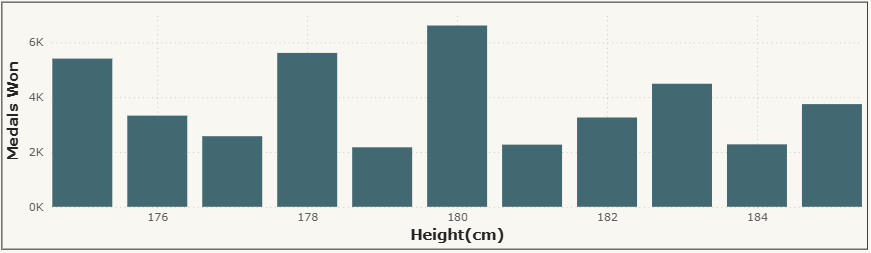 Medals Won
6K
4K
2K
0K
176 178 180 182 184
Height(cm)